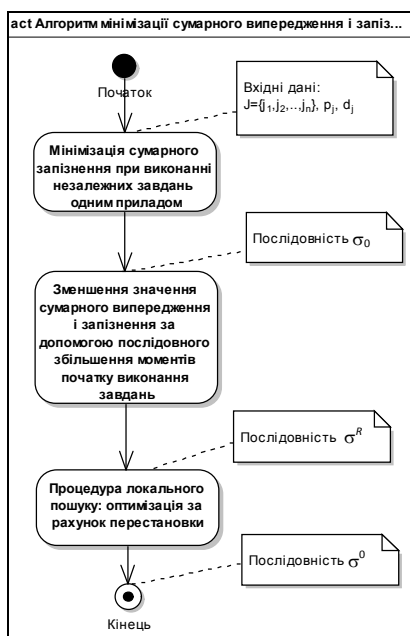 act Алгоритм мінімізації сумарного випередження і запіз...
Початок
Вхідні дані:
J={j₁,j₂,..,jₙ}, pⱼ, dⱼ
Мінімізація сумарного
запізнення при виконанні
незалежних завдань
одним приладом
Послідовність σ₀
Зменшення значення
сумарного випередження
і запізнення за
допомогою послідовного
збільшення моментів
початку виконання
завдань
Послідовність σᴿ
Процедура локального
пошуку: оптимізація за
рахунок перестановки
Послідовність σ⁰
Кінець